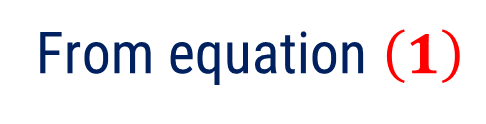 From equation (1)